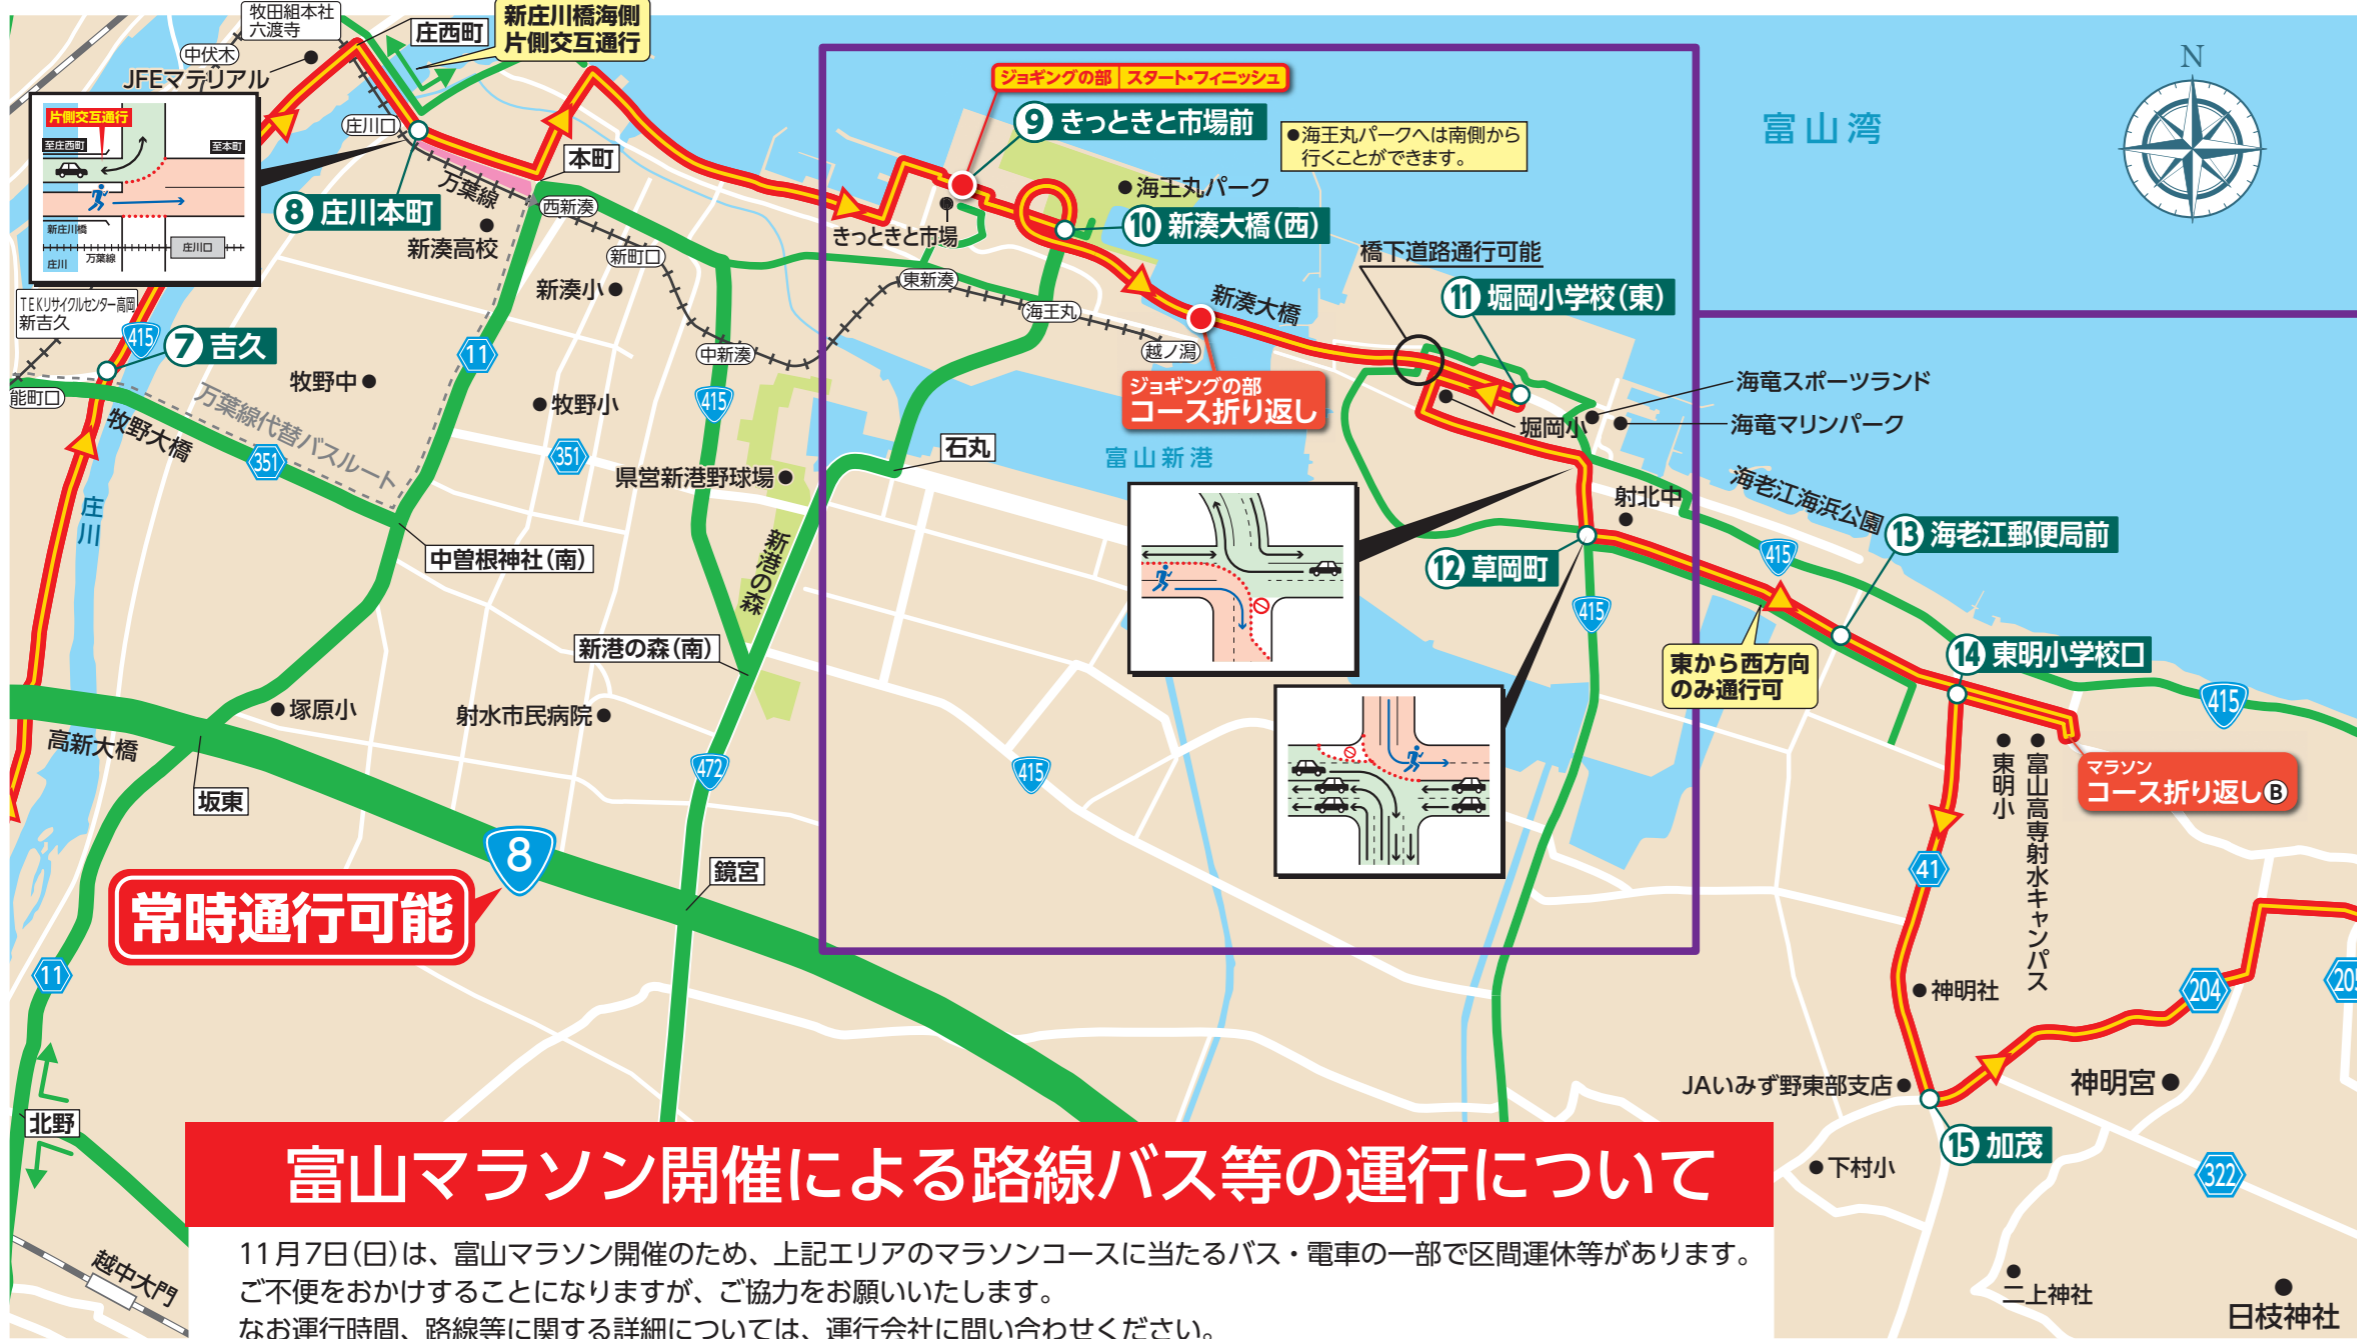 牧田組本社
六渡寺
中伏木
JFEマテリアル
庄西町
新庄川橋海側
片側交互通行
片側交互通行
至庄西町
至本町
新庄川橋
庄川
万葉線
庄川口
庄川口
⑧ 庄川本町
万葉線
本町
西新湊
新湊高校
新湊小
新町口
中新湊
東新湊
海王丸
越ノ潟
TEKリサイクルセンター高岡
新吉久
415
⑦ 吉久
能町口
牧野中
牧野大橋
万葉線代替バスルート
351
11
牧野小
351
415
庄川
県営新港野球場
中曽根神社(南)
新港の森
新港の森(南)
塚原小
射水市民病院
高新大橋
坂東
472
8
常時通行可能
鏡宮
11
北野
越中大門
ジョギングの部 スタート・フィニッシュ
⑨ きっときと市場前
●海王丸パークへは南側から
行くことができます。
海王丸パーク
きっときと市場
⑩ 新湊大橋(西)
橋下道路通行可能
新湊大橋
⑪ 堀岡小学校(東)
ジョギングの部
コース折り返し
石丸
富山新港
堀岡小
海竜スポーツランド
海竜マリンパーク
射北中
海老江海浜公園
415
⑫ 草岡町
415
⑬ 海老江郵便局前
東から西方向
のみ通行可
⑭ 東明小学校口
415
415
富山湾
N
東明小
富山高専射水キャンパス
マラソン
コース折り返しⒷ
41
神明社
204
205
JAいみず野東部支店
神明宮
⑮ 加茂
下村小
322
二上神社
日枝神社
富山マラソン開催による路線バス等の運行について
11月7日(日)は、富山マラソン開催のため、上記エリアのマラソンコースに当たるバス・電車の一部で区間運休等があります。
ご不便をおかけすることになりますが、ご協力をお願いいたします。
なお運行時間、路線等に関する詳細については、運行会社に問い合わせください。